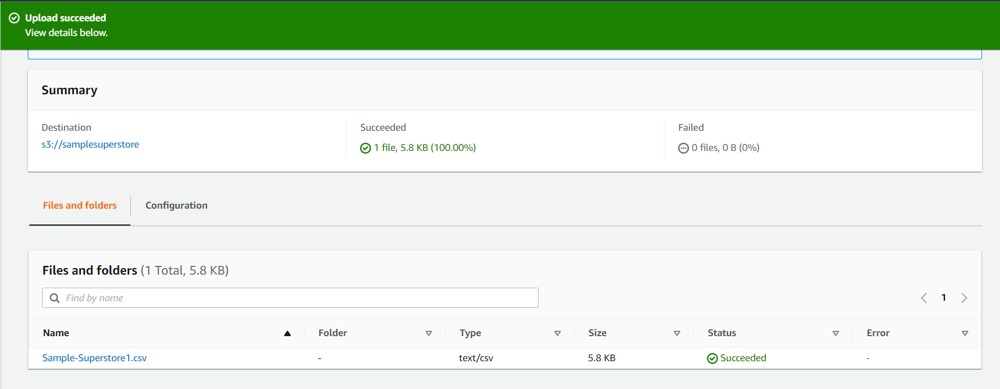 Upload succeeded
View details below.
Summary
Destination
s3://samplesuperstore
Succeeded
1 file, 5.8 KB (100.00%)
Failed
0 files, 0 B (0%)
Files and folders
Configuration
Files and folders (1 Total, 5.8 KB)
Find by name
1
Name Folder Type Size Status Error
Sample-Superstore1.csv - text/csv 5.8 KB Succeeded -